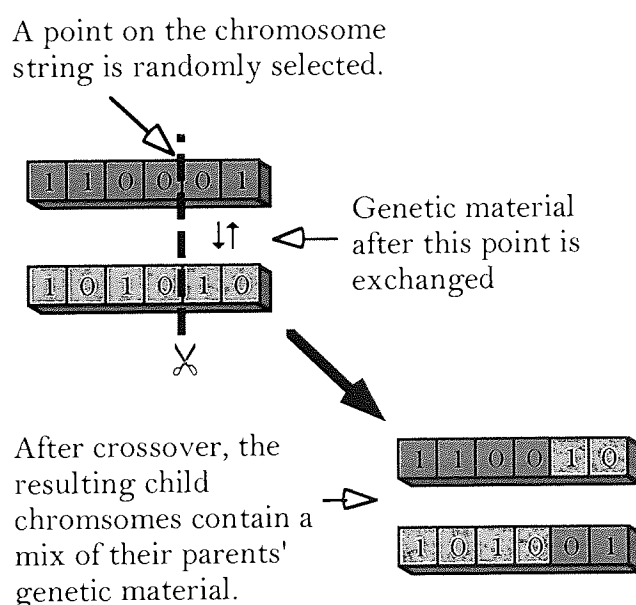 A point on the chromosome
string is randomly selected.
1 1 0 0 0 1
Genetic material
after this point is
exchanged
1 0 1 0 1 0
After crossover, the
resulting child
chromsomes contain a
mix of their parents'
genetic material.
1 1 0 0 1 0
1 0 1 0 0 1